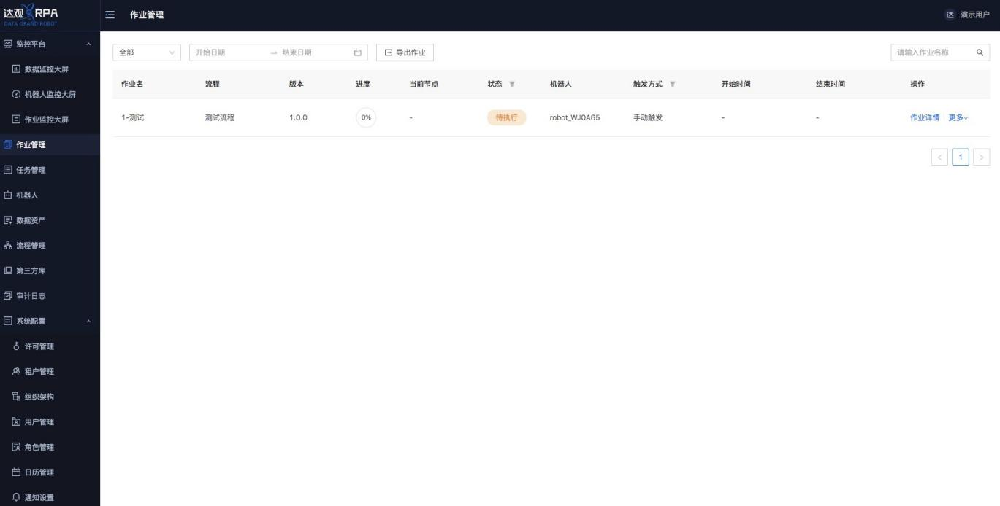 达观 RPA
DATA GRAND ROBOT
作业管理
达 演示用户
监控平台
数据监控大屏
机器人监控大屏
作业监控大屏
作业管理
任务管理
机器人
数据资产
流程管理
第三方库
审计日志
系统配置
许可管理
租户管理
组织架构
用户管理
角色管理
日历管理
通知设置
全部 开始日期 → 结束日期 导出作业 请输入作业名称
作业名 流程 版本 进度 当前节点 状态 机器人 触发方式 开始时间 结束时间 操作
1-测试 测试流程 1.0.0 0% - 待执行 robot_WJ0A65 手动触发 - - 作业详情 更多
< 1 >